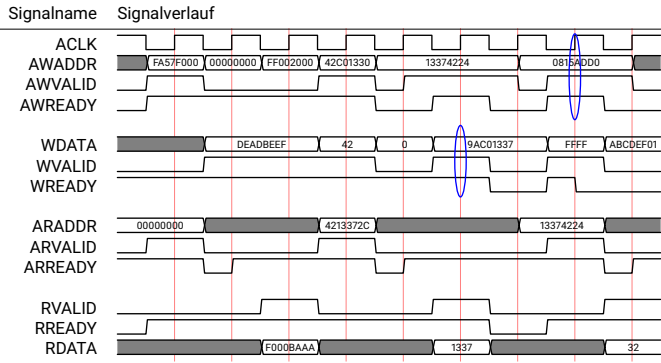 Signalname Signalverlauf
ACLK
AWADDR FA57F000 00000000 FF002000 42C01330 13374224 0815ADD0
AWVALID
AWREADY
WDATA DEADBEEF 42 0 9AC01337 FFFF ABCDEF01
WVALID
WREADY
ARADDR 00000000 4213372C 13374224
ARVALID
ARREADY
RVALID
RREADY
RDATA F000BAAA 1337 32